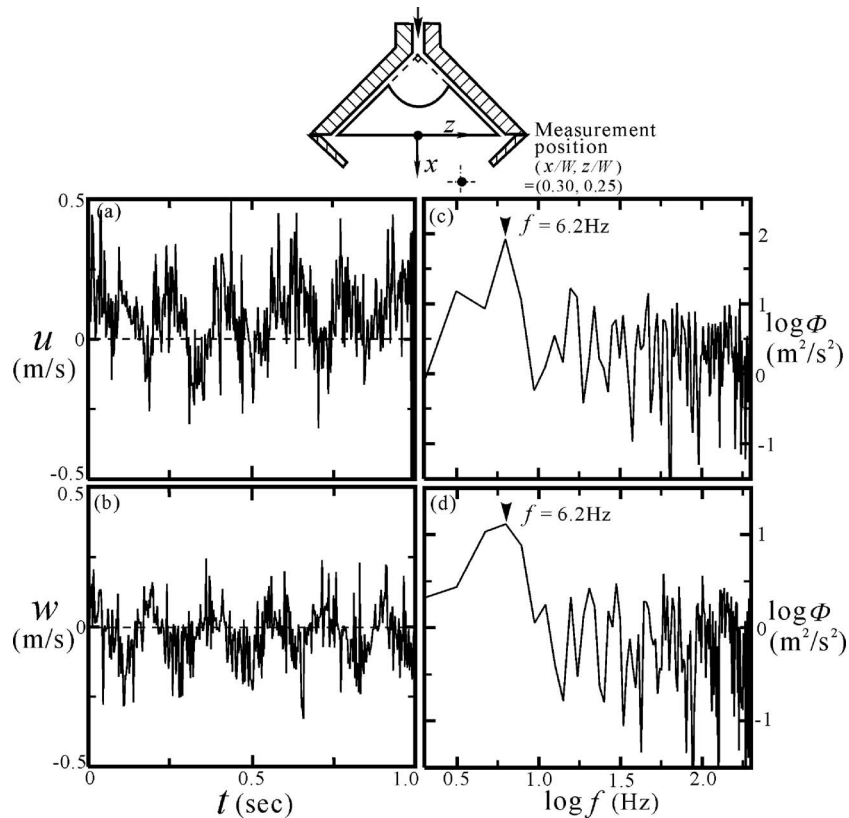 z
x
Measurement
position
(x/W, z/W)
=(0.30, 0.25)
0.5
(a)
u
(m/s)
0
-0.5
(c)
f = 6.2Hz
2
1
logΦ
(m²/s²)
0
-1
0.5
(b)
w
(m/s)
0
-0.5
0
0.5
1.0
t (sec)
(d)
f = 6.2Hz
1
logΦ
0
(m²/s²)
-1
0.5
1.0
1.5
2.0
log f (Hz)